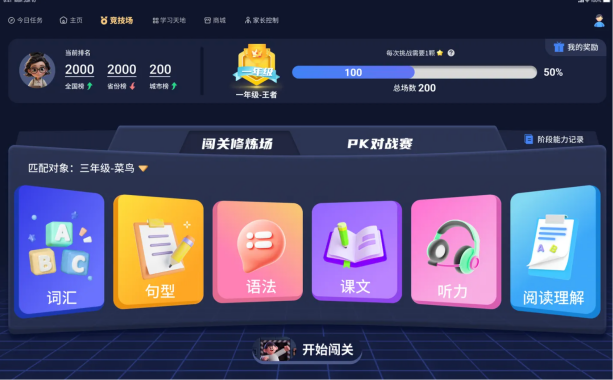 今日任务 主页 竞技场 学习天地 商城 家长控制
当前排名
2000 2000 200
全国榜 省份榜 城市榜
一年级
一年级-王者
每次挑战需要1颗
100 50%
总场数 200
我的奖励
闯关修炼场 PK对战赛 阶段能力记录
匹配对象：三年级-菜鸟
A
B C
A
词汇 句型 语法 课文 听力 阅读理解
开始闯关